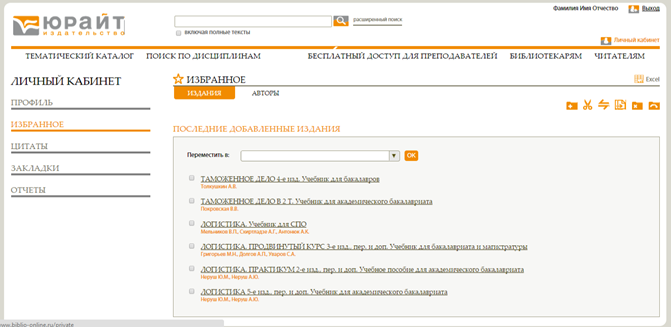 Фамилия Имя Отчество Выход
юрайт
издательство
расширенный поиск
включая полные тексты
Личный кабинет
ТЕМАТИЧЕСКИЙ КАТАЛОГ ПОИСК ПО ДИСЦИПЛИНАМ БЕСПЛАТНЫЙ ДОСТУП ДЛЯ ПРЕПОДАВАТЕЛЕЙ БИБЛИОТЕКАРЯМ ЧИТАТЕЛЯМ
ЛИЧНЫЙ КАБИНЕТ
ПРОФИЛЬ
ИЗБРАННОЕ
ЦИТАТЫ
ЗАКЛАДКИ
ОТЧЕТЫ
ИЗБРАННОЕ Excel
ИЗДАНИЯ АВТОРЫ
ПОСЛЕДНИЕ ДОБАВЛЕННЫЕ ИЗДАНИЯ
Переместить в: OK
ТАМОЖЕННОЕ ДЕЛО 4-е изд. Учебник для бакалавров
Толкушкин А.В.
ТАМОЖЕННОЕ ДЕЛО В 2 Т. Учебник для академического бакалавриата
Покровская В.В.
ЛОГИСТИКА. Учебник для СПО
Мельников В.П., Схиртладзе А.Г., Антонюк А.К.
ЛОГИСТИКА. ПРОДВИНУТЫЙ КУРС 3-е изд., пер. и доп. Учебник для бакалавриата и магистратуры
Григорьев М.Н., Долгов А.П., Уваров С.А.
ЛОГИСТИКА. ПРАКТИКУМ 2-е изд., пер. и доп. Учебное пособие для академического бакалавриата
Неруш Ю.М., Неруш А.Ю.
ЛОГИСТИКА 5-е изд., пер. и доп. Учебник для академического бакалавриата
Неруш Ю.М., Неруш А.Ю.
www.biblio-online.ru/private